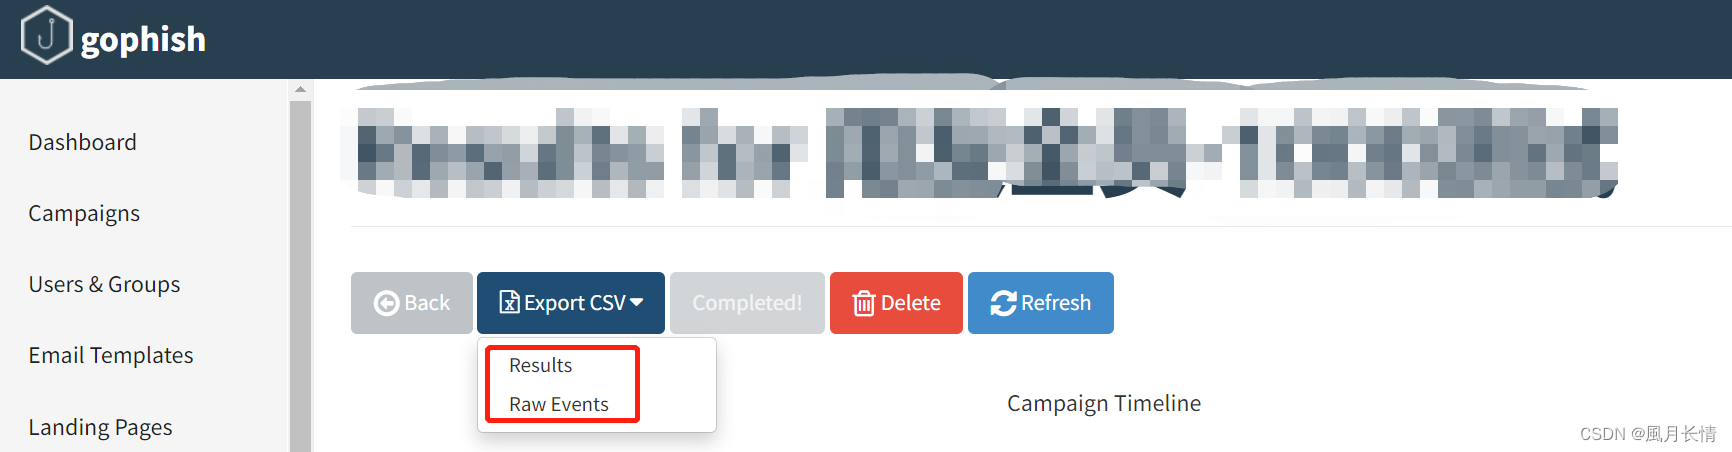 gophish
Dashboard
Campaigns
Users & Groups
Email Templates
Landing Pages
Back Export CSV Completed! Delete Refresh
Results
Raw Events
Campaign Timeline
CSDN @風月长情